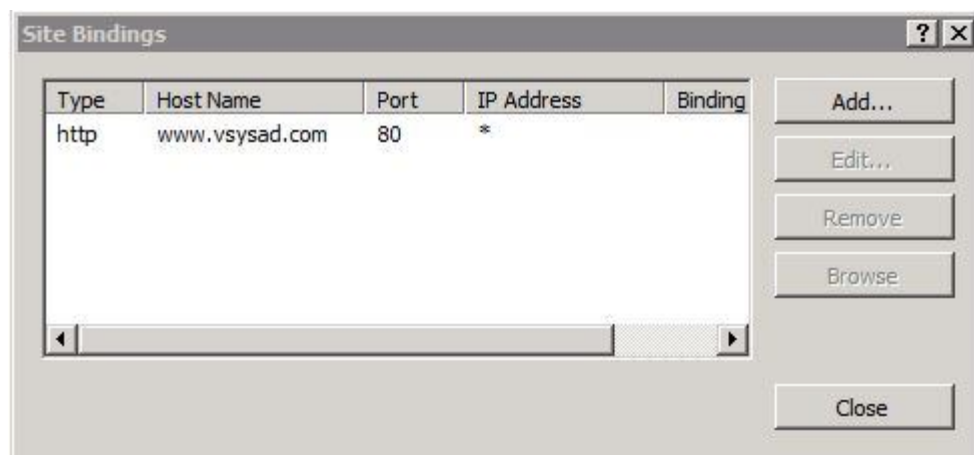 Site Bindings
Type Host Name Port IP Address Binding
http www.vsysad.com 80 *
Add...
Edit...
Remove
Browse
Close